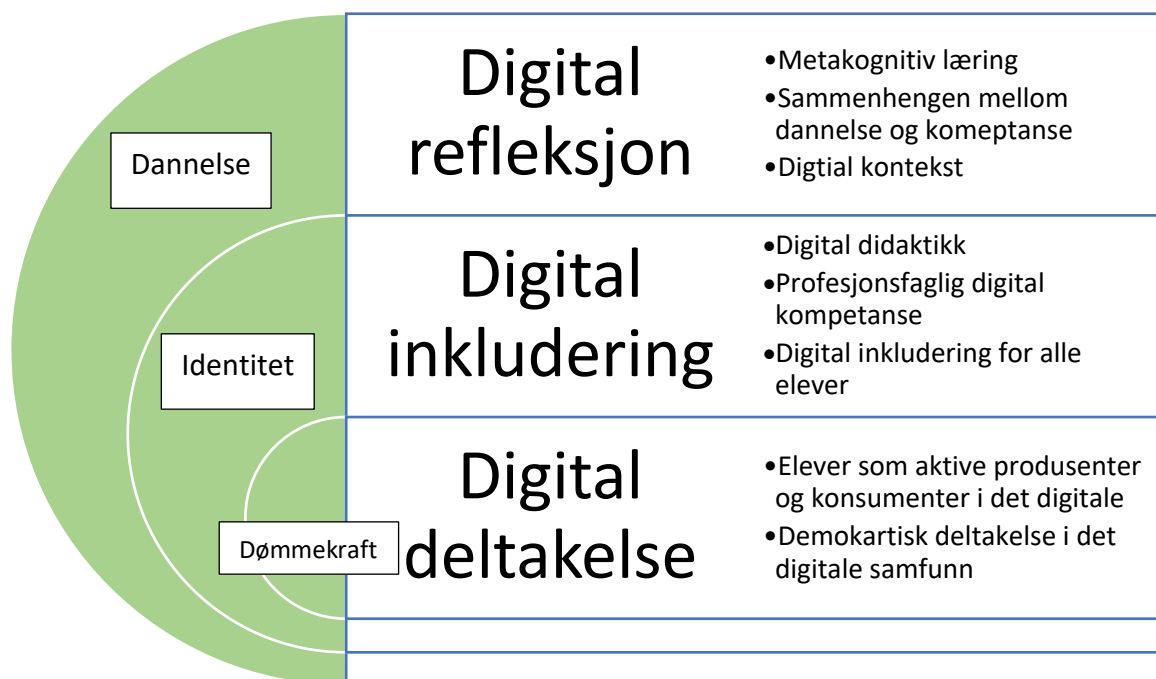 Dannelse
Digital
refleksjon
•Metakognitiv læring
•Sammenhengen mellom
dannelse og komeptanse
•Digtial kontekst
Identitet
Digital
inkludering
•Digital didaktikk
•Profesjonsfaglig digital
kompetanse
•Digital inkludering for alle
elever
Dømmekraft
Digital
deltakelse
•Elever som aktive produsenter
og konsumenter i det digitale
•Demokartisk deltakelse i det
digitale samfunn